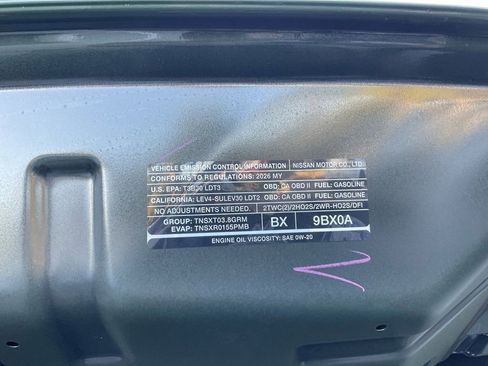 VEHICLE EMISSION CONTROL INFORMATION NISSAN MOTOR CO., LTD.
CONFORMS TO REGULATIONS: 2026 MY
U.S. EPA: T3B30 LDT3 OBD: CA OBD II FUEL: GASOLINE
CALIFORNIA: LEV4-SULEV30 LDT2 OBD: CA OBD II FUEL: GASOLINE
NO ADJUSTMENTS NEEDED. 2TWC(2)/2HO2S/2WR-HO2S/DFI
GROUP: TNSXT03.8GRM BX 9BX0A
EVAP: TNSXR0155PMB
ENGINE OIL VISCOSITY: SAE 0W-20